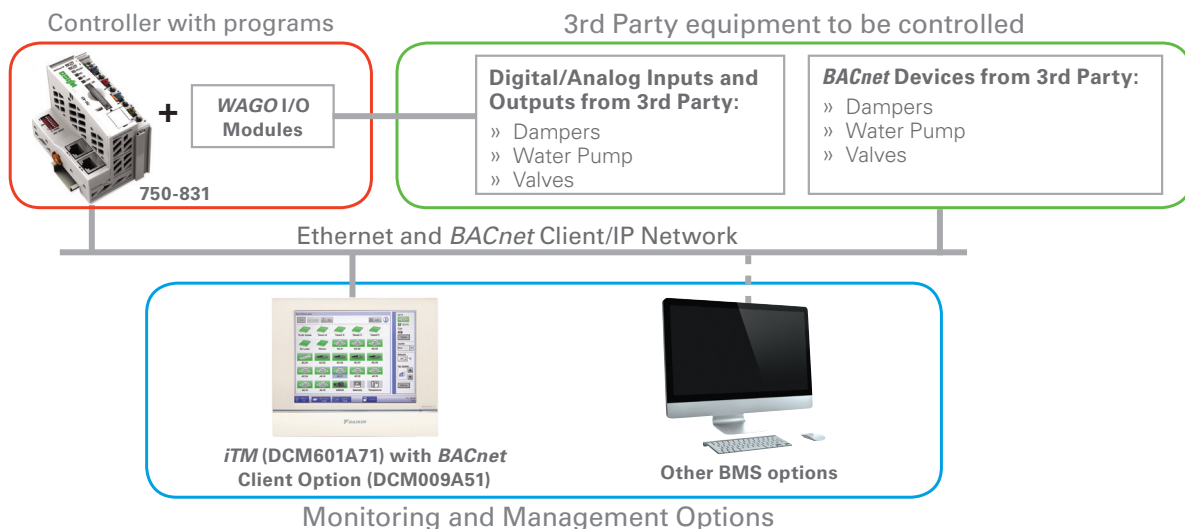 Controller with programs
3rd Party equipment to be controlled
+
WAGO I/O
Modules
750-831
Digital/Analog Inputs and
Outputs from 3rd Party:
» Dampers
» Water Pump
» Valves
BACnet Devices from 3rd Party:
» Dampers
» Water Pump
» Valves
Ethernet and BACnet Client/IP Network
DAIKIN
iTM (DCM601A71) with BACnet
Client Option (DCM009A51)
Other BMS options
Monitoring and Management Options